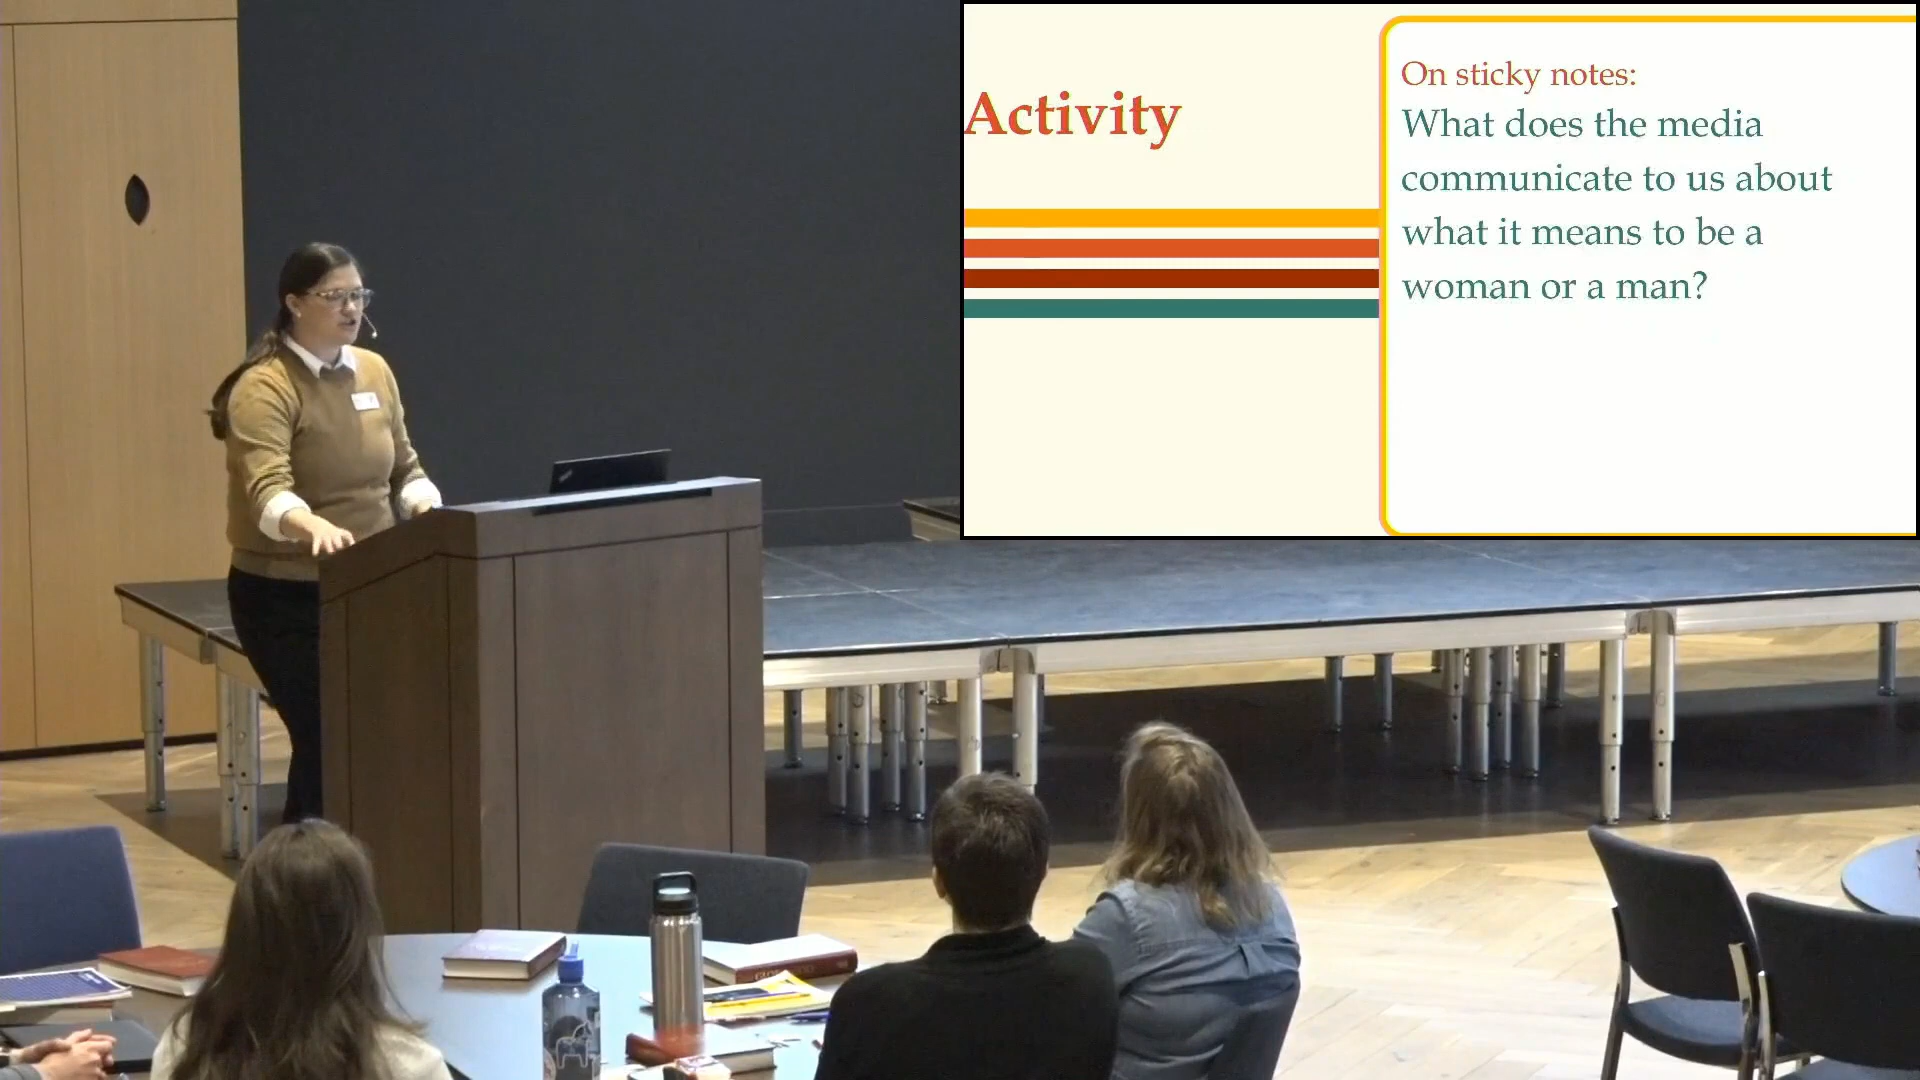 Activity
On sticky notes:
What does the media
communicate to us about
what it means to be a
woman or a man?